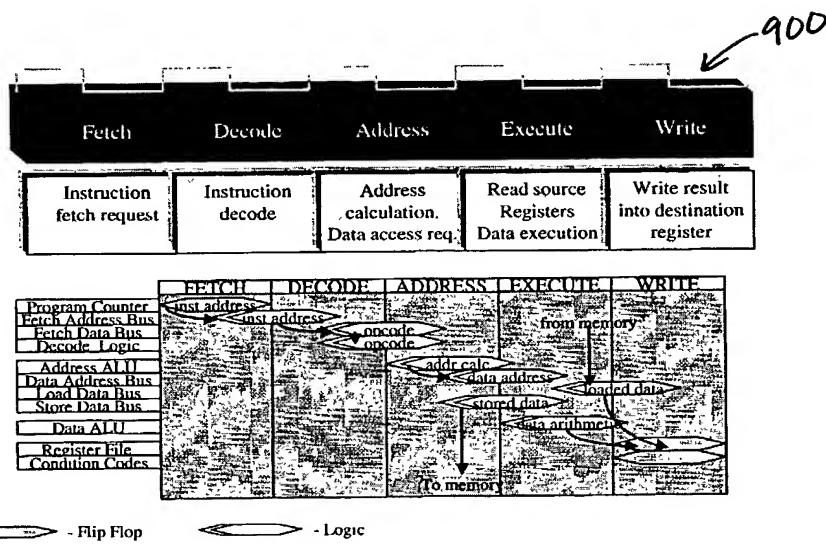 900
Fetch Decode Address Execute Write
Instruction fetch request
Instruction decode
Address calculation. Data access req.
Read source Registers Data execution
Write result into destination register
FETCH DECODE ADDRESS EXECUTE WRITE
Program Counter
Fetch Address Bus
Fetch Data Bus
Decode Logic
Address ALU
Data Address Bus
Load Data Bus
Store Data Bus
Data ALU
Register File
Condition Codes
inst address
inst address
opcode
opcode
from memory
addr calc
data address
loaded data
stored data
data arithmetic
To memory
- Flip Flop - Logic